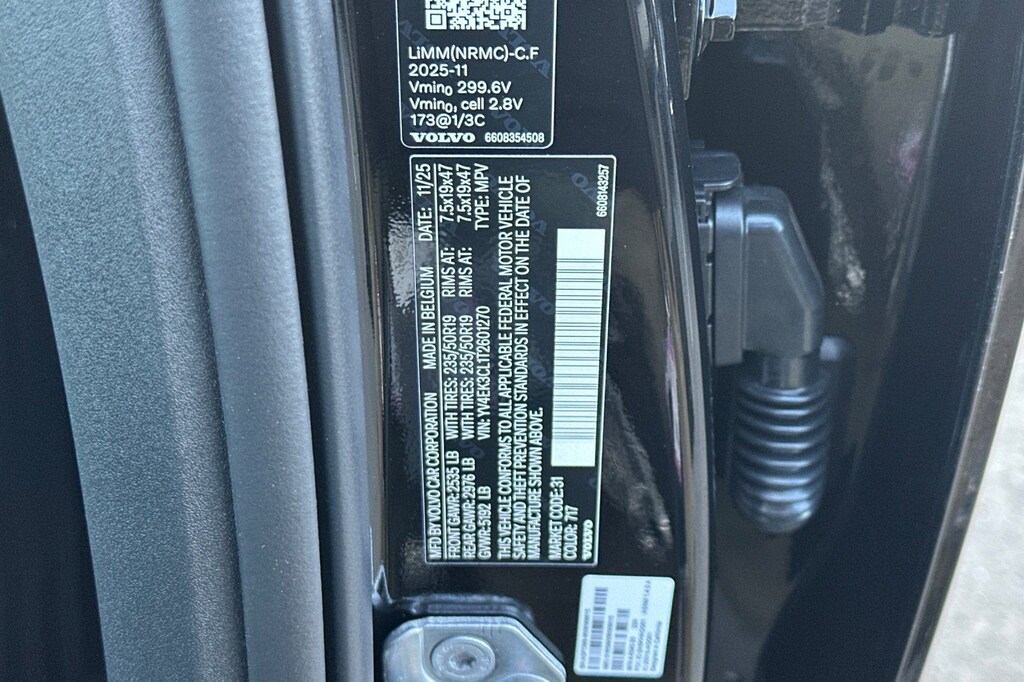 LiMM(NRMC)-C.F
2025-11
Vmin₀ 299.6V
Vmin₀, cell 2.8V
173@1/3C
VOLVO 6608354508
MFD BY VOLVO CAR CORPORATION MADE IN BELGIUM DATE: 11/25
FRONT GAWR: 2535 LB WITH TIRES: 235/50R19 RIMS AT: 7.5x19x47
REAR GAWR: 2976 LB WITH TIRES: 235/50R19 RIMS AT: 7.5x19x47
GVWR: 5192 LB VIN: YV4EK3CL1T2601270 TYPE: MPV
THIS VEHICLE CONFORMS TO ALL APPLICABLE FEDERAL MOTOR VEHICLE
SAFETY AND THEFT PREVENTION STANDARDS IN EFFECT ON THE DATE OF
MANUFACTURE SHOWN ABOVE.
MARKET CODE: 31
COLOR: 717
VOLVO
6608143257